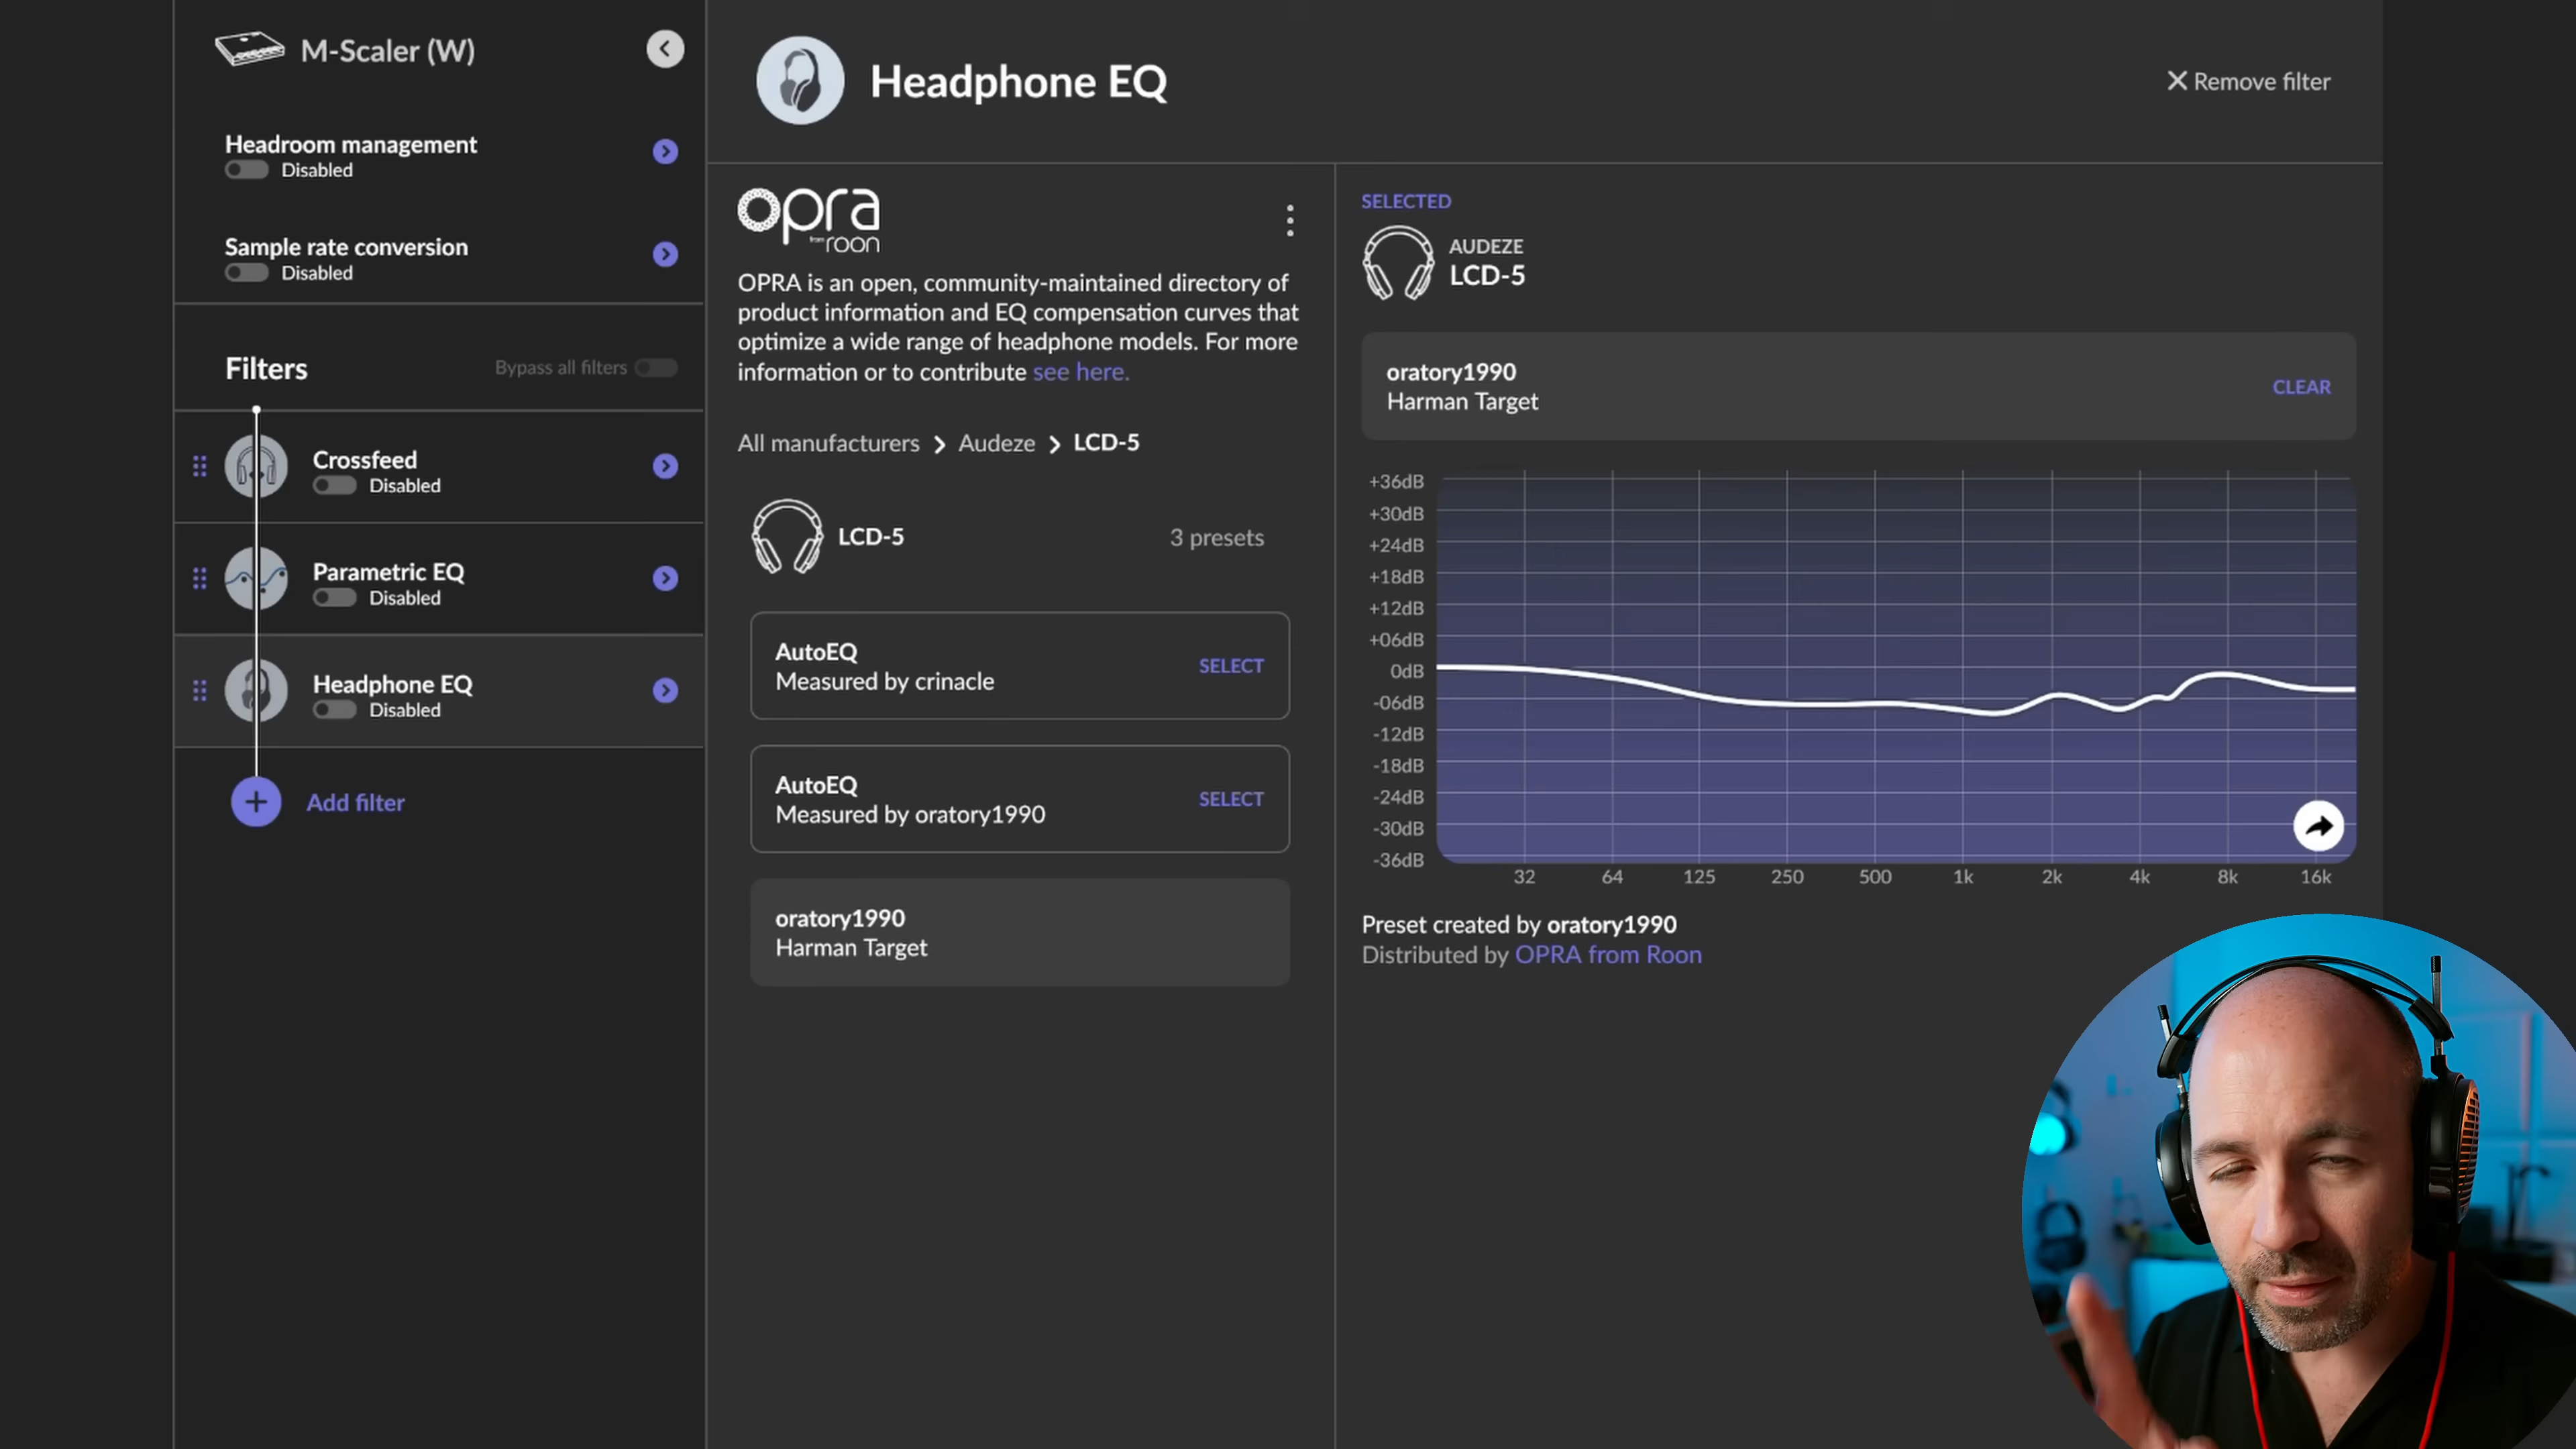 M-Scaler (W)
Headroom management
Disabled
Sample rate conversion
Disabled
Filters
Bypass all filters
Crossfeed
Disabled
Parametric EQ
Disabled
Headphone EQ
Disabled
Add filter
Headphone EQ
Remove filter
opra
from roon
OPRA is an open, community-maintained directory of
product information and EQ compensation curves that
optimize a wide range of headphone models. For more
information or to contribute see here.
All manufacturers > Audeze > LCD-5
LCD-5
3 presets
AutoEQ
Measured by crinacle
SELECT
AutoEQ
Measured by oratory1990
SELECT
oratory1990
Harman Target
SELECTED
AUDEZE
LCD-5
oratory1990
Harman Target
CLEAR
+36dB
+30dB
+24dB
+18dB
+12dB
+06dB
0dB
-06dB
-12dB
-18dB
-24dB
-30dB
-36dB
32 64 125 250 500 1k 2k 4k 8k 16k
Preset created by oratory1990
Distributed by OPRA from Roon